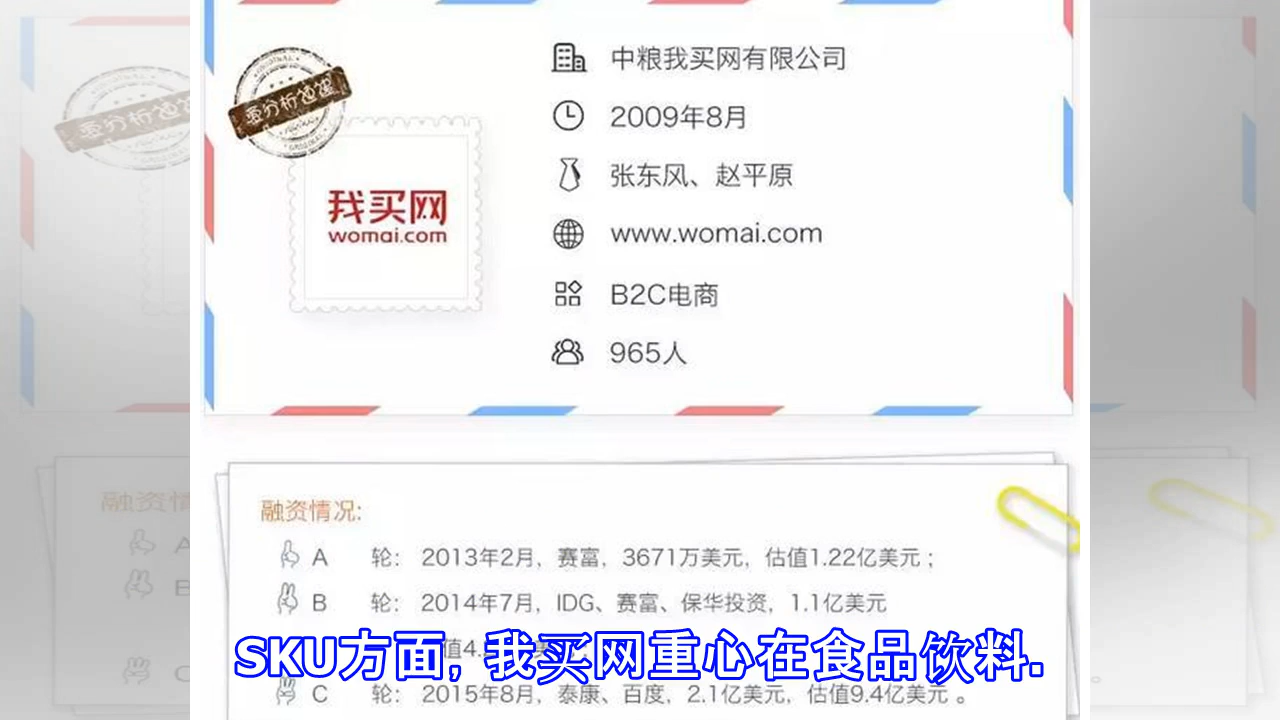 中粮我买网有限公司
2009年8月
我买网
womai.com
张东风、赵平原
www.womai.com
B2C电商
965人
融资情况:
A 轮： 2013年2月，赛富，3671万美元，估值1.22亿美元；
B 轮： 2014年7月，IDG、赛富、保华投资，1.1亿美元
SKU方面, 我买网重心在食品饮料.
C 轮： 2015年8月，泰康、百度，2.1亿美元，估值9.4亿美元 。